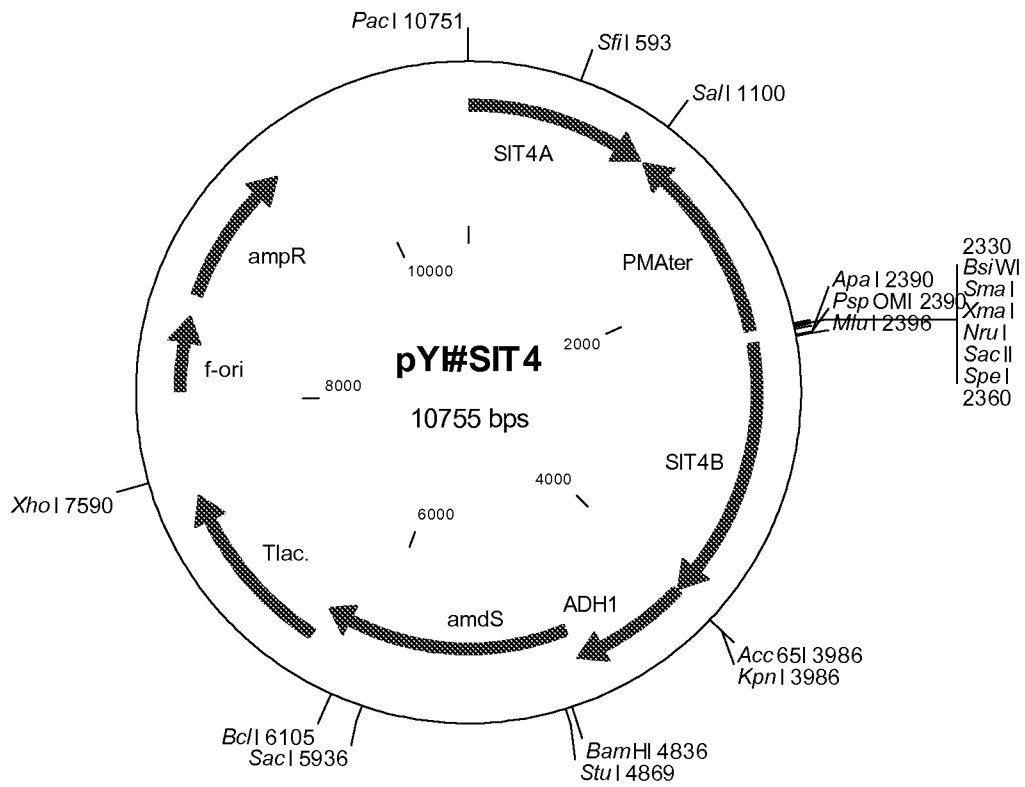 PacI 10751
SfiI 593
SalI 1100
SIT4A
ampR
PMAter
10000
2330
BsiWI
ApaI 2390
SmaI
PspOMI 2390
XmaI
MluI 2396
NruI
2000
SacII
pYI#SIT4
f-ori
SpeI
8000
2360
10755 bps
SIT4B
4000
XhoI 7590
6000
Tlac.
ADH1
amdS
Acc65I 3986
KpnI 3986
BclI 6105
SacI 5936
BamHI 4836
StuI 4869